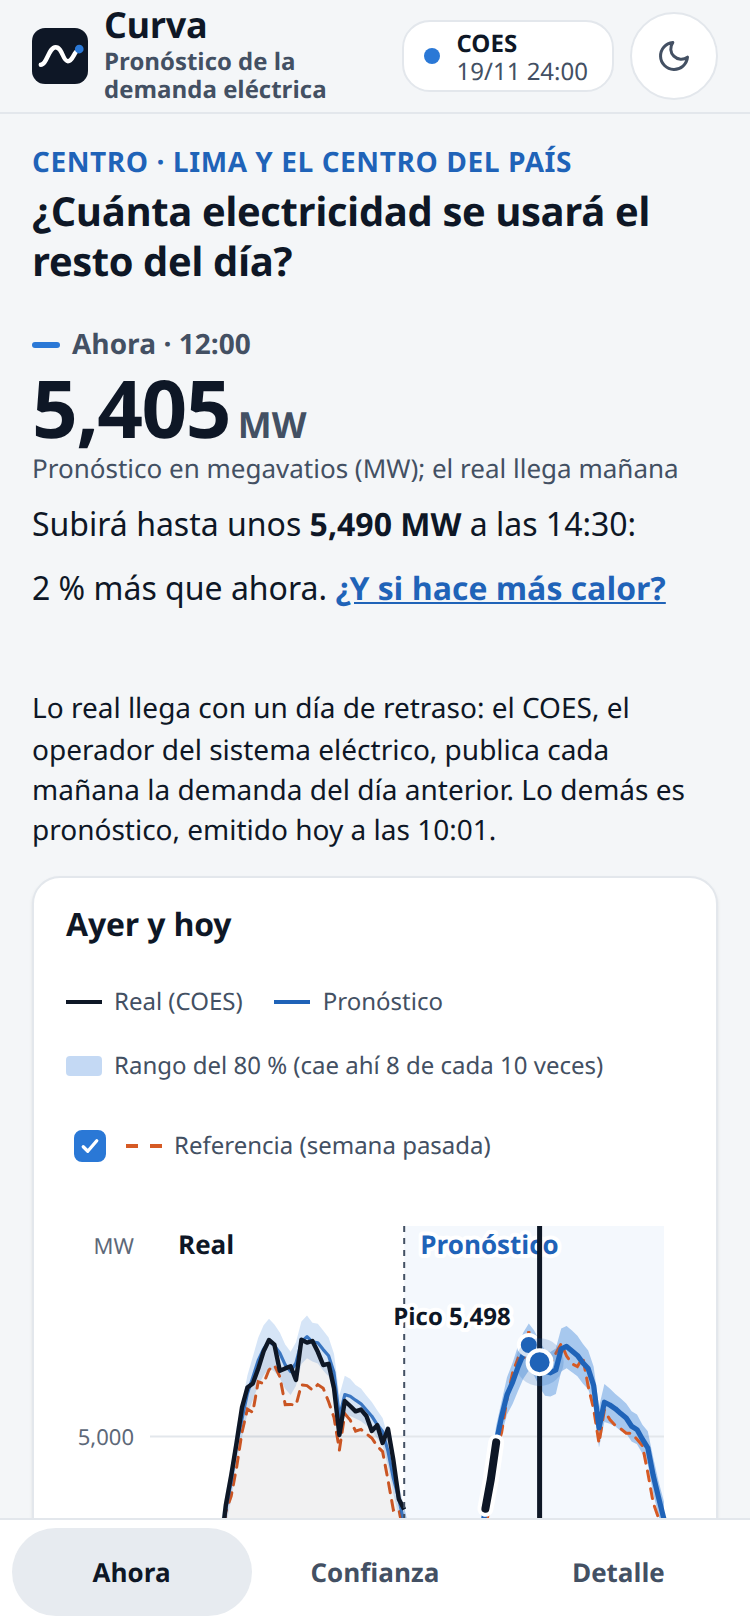 Curva
Pronóstico de la
demanda eléctrica
COES
19/11 24:00
CENTRO · LIMA Y EL CENTRO DEL PAÍS
¿Cuánta electricidad se usará el
resto del día?
Ahora · 12:00
5,405 MW
Pronóstico en megavatios (MW); el real llega mañana
Subirá hasta unos 5,490 MW a las 14:30:
2 % más que ahora. ¿Y si hace más calor?
Lo real llega con un día de retraso: el COES, el
operador del sistema eléctrico, publica cada
mañana la demanda del día anterior. Lo demás es
pronóstico, emitido hoy a las 10:01.
Ayer y hoy
Real (COES) Pronóstico
Rango del 80 % (cae ahí 8 de cada 10 veces)
Referencia (semana pasada)
MW Real Pronóstico
Pico 5,498
5,000
Ahora Confianza Detalle